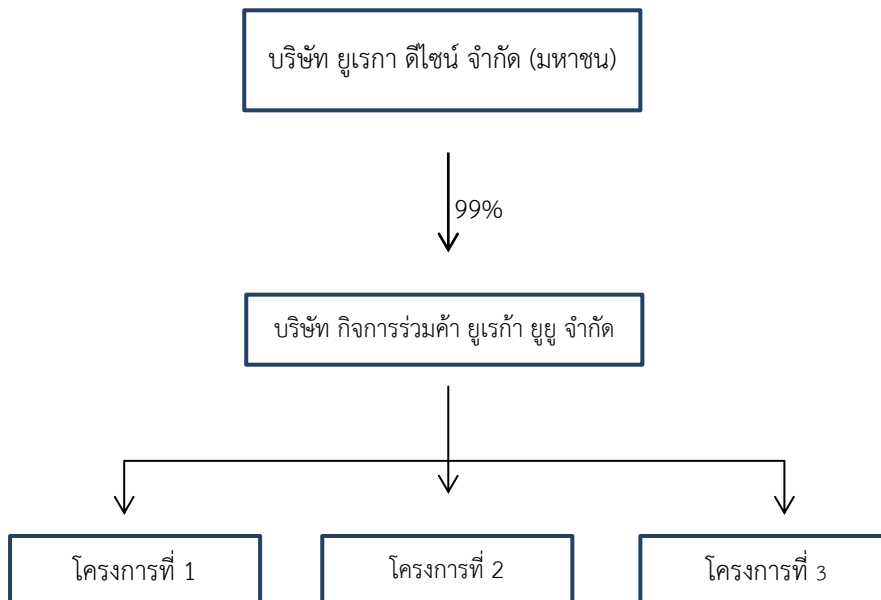 บริษัท ยูเรกา ดีไซน์ จำกัด (มหาชน)
99%
บริษัท กิจการร่วมค้า ยูเรก้า ยูยู จำกัด
โครงการที่ 1
โครงการที่ 2
โครงการที่ 3